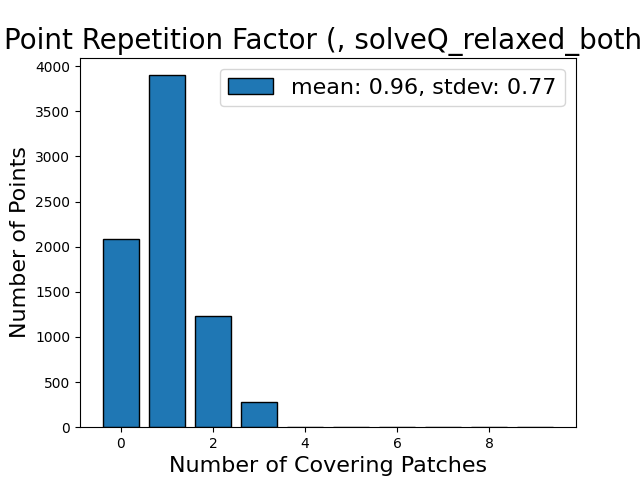 Point Repetition Factor (, solveQ_relaxed_both
mean: 0.96, stdev: 0.77
4000
3500
3000
2500
2000
1500
1000
500
0
Number of Points
0 2 4 6 8
Number of Covering Patches